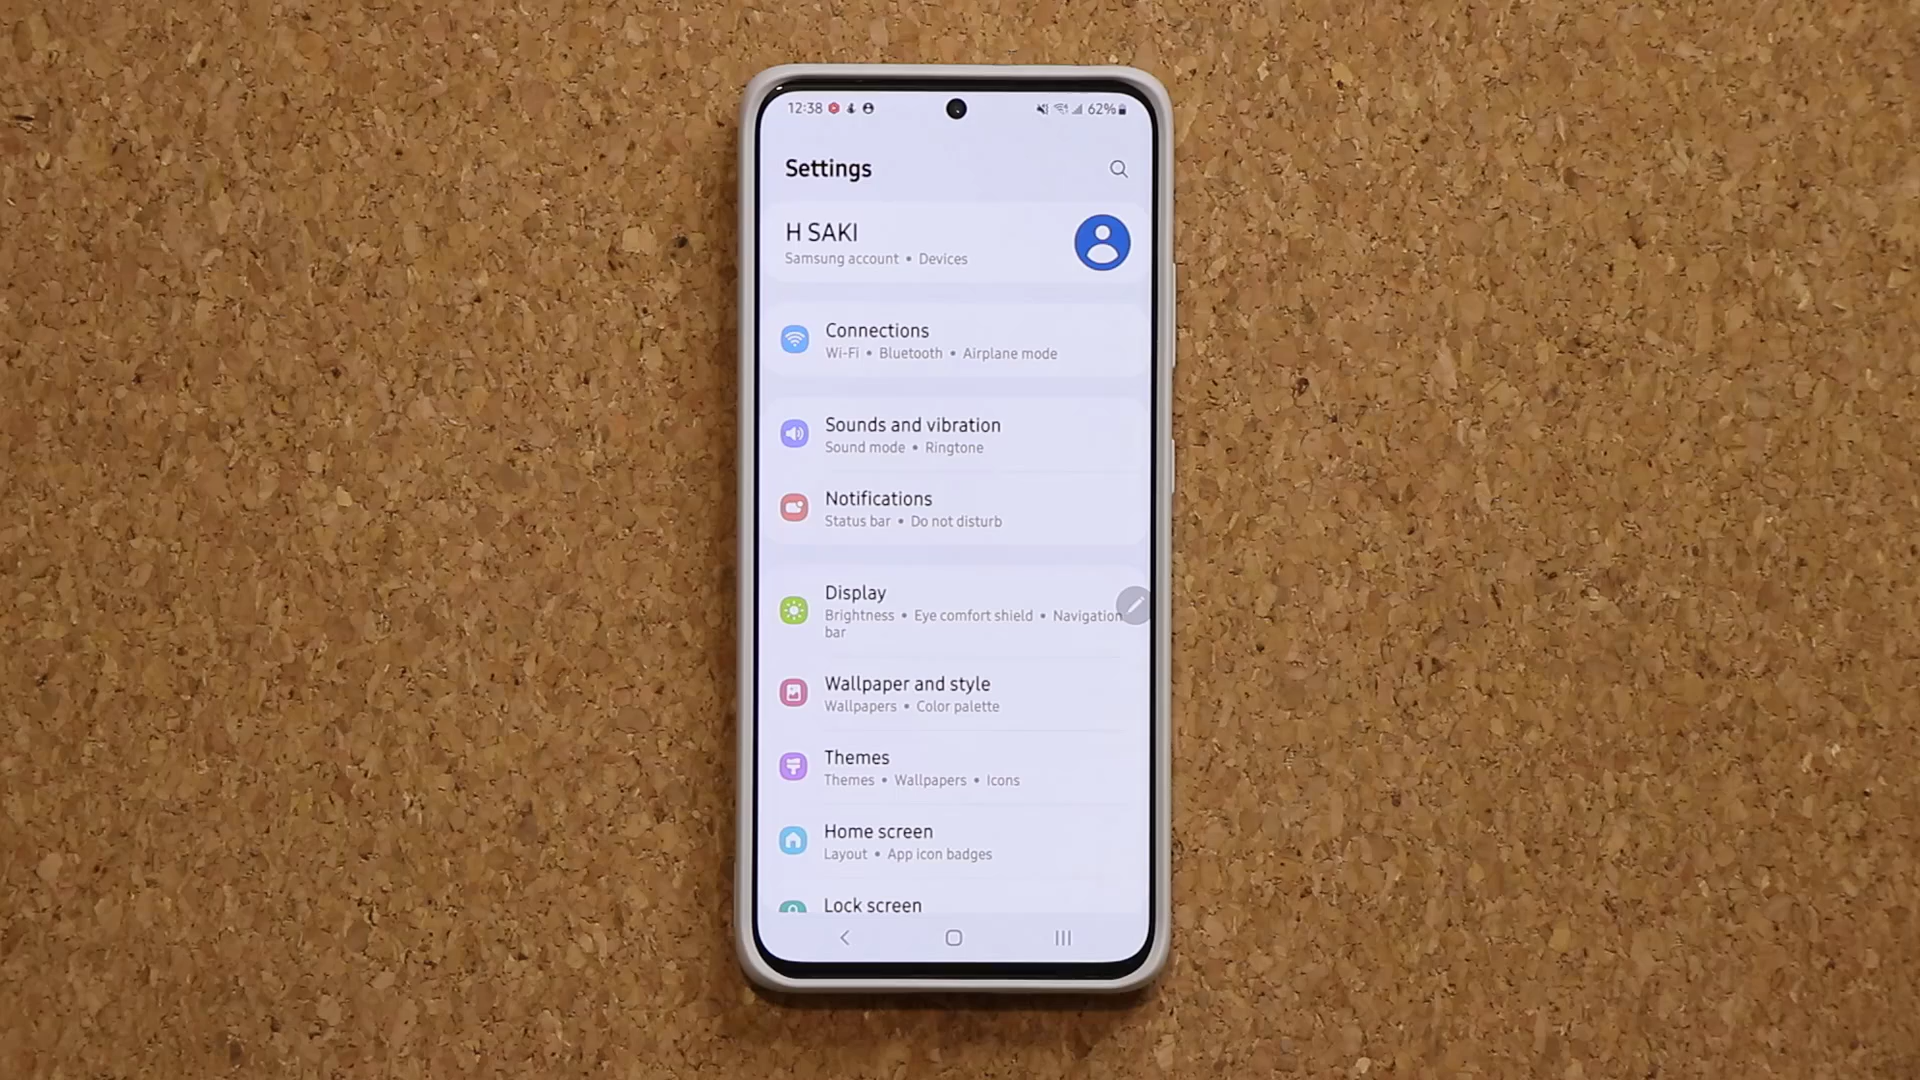 12:38
62%
Settings
H SAKI
Samsung account • Devices
Connections
Wi-Fi • Bluetooth • Airplane mode
Sounds and vibration
Sound mode • Ringtone
Notifications
Status bar • Do not disturb
Display
Brightness • Eye comfort shield • Navigation
bar
Wallpaper and style
Wallpapers • Color palette
Themes
Themes • Wallpapers • Icons
Home screen
Layout • App icon badges
Lock screen